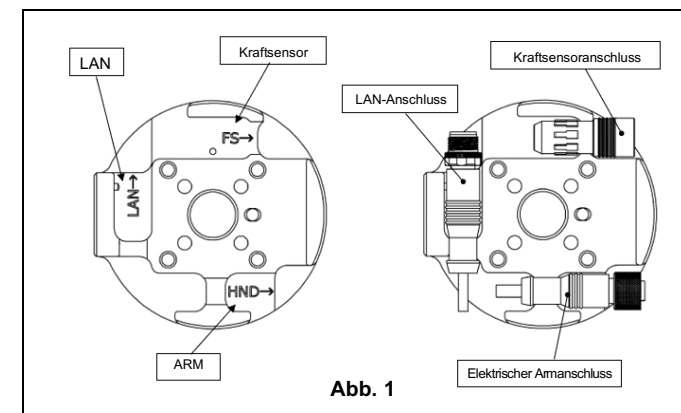 LAN
Kraftsensor
FS→
LAN→
HND→
ARM
Kraftsensoranschluss
LAN-Anschluss
Elektrischer Armanschluss
Abb. 1